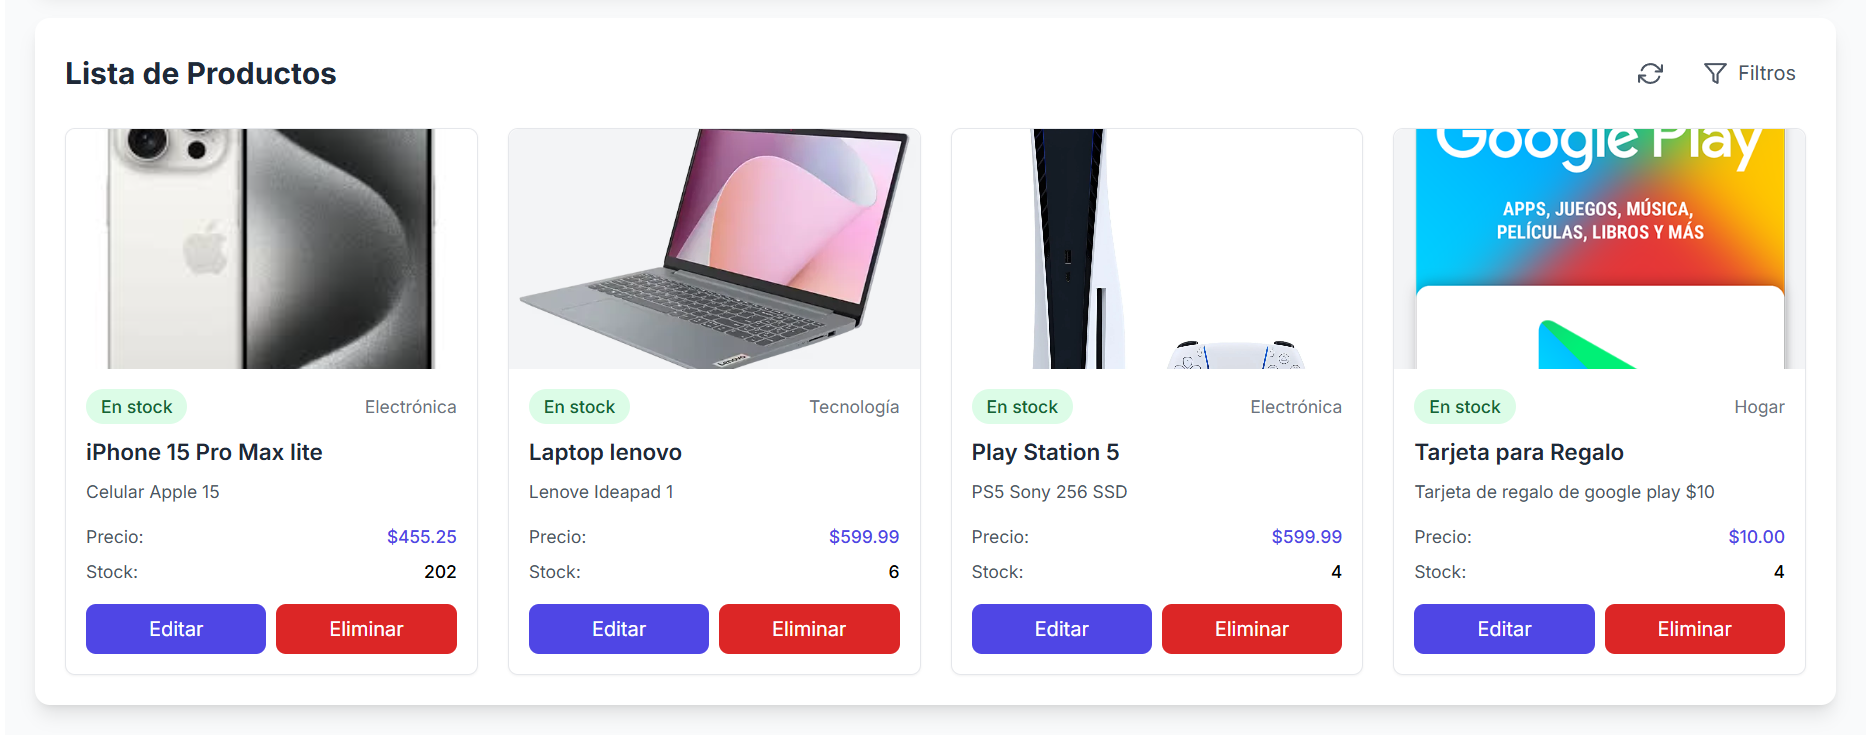 Lista de Productos
Filtros
Google Play
APPS, JUEGOS, MÚSICA,
PELÍCULAS, LIBROS Y MÁS
Lenovo
En stock
Electrónica
iPhone 15 Pro Max lite
Celular Apple 15
Precio:
$455.25
Stock:
202
Editar
Eliminar
En stock
Tecnología
Laptop lenovo
Lenove Ideapad 1
Precio:
$599.99
Stock:
6
Editar
Eliminar
En stock
Electrónica
Play Station 5
PS5 Sony 256 SSD
Precio:
$599.99
Stock:
4
Editar
Eliminar
En stock
Hogar
Tarjeta para Regalo
Tarjeta de regalo de google play $10
Precio:
$10.00
Stock:
4
Editar
Eliminar